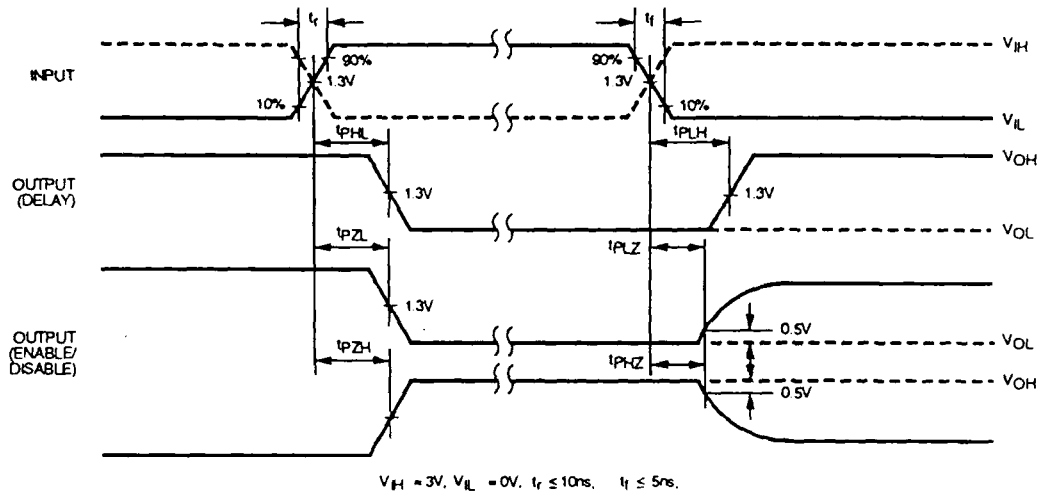 tr
tf
INPUT
90%
90%
VIH
1.3V
1.3V
10%
10%
VIL
tPHL
tPLH
OUTPUT
(DELAY)
1.3V
1.3V
VOH
VOL
tPZL
tPLZ
OUTPUT
(ENABLE/
DISABLE)
1.3V
0.5V
VOL
tPZH
tPHZ
VOH
0.5V
VIH = 3V, VIL = 0V, tr ≤ 10ns, tf ≤ 5ns.